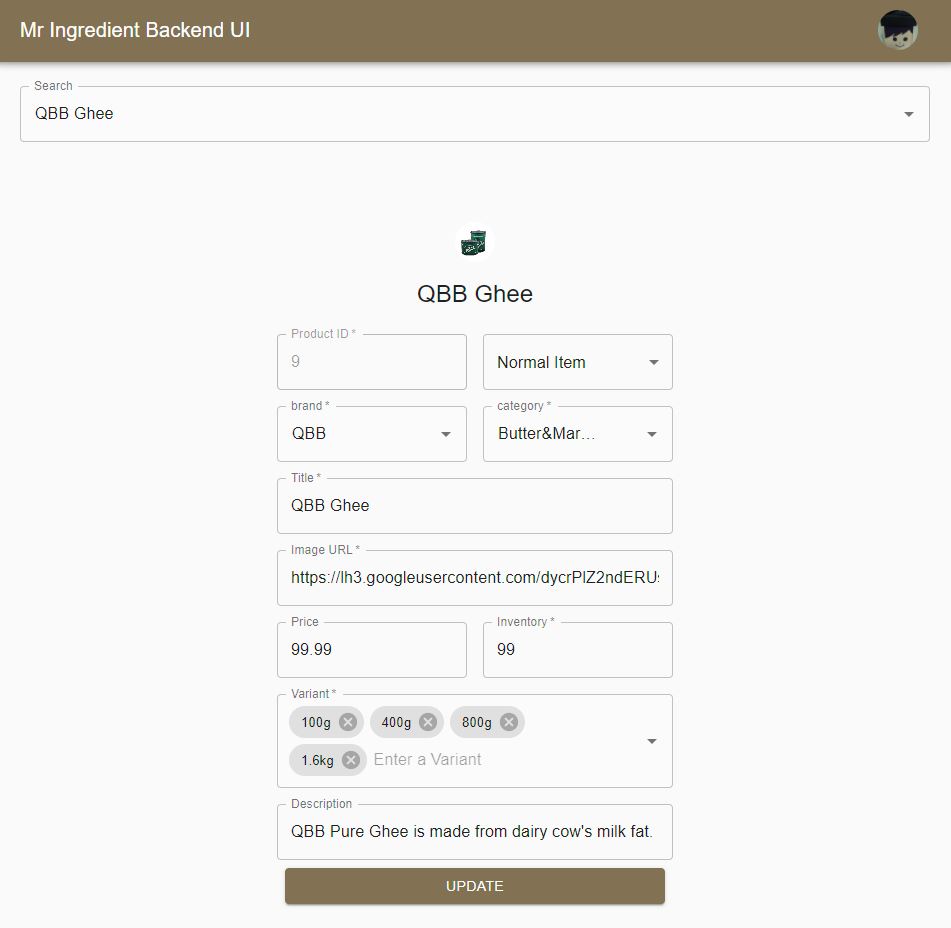 Mr Ingredient Backend UI
Search
QBB Ghee
QBB Ghee
Product ID *
9
Normal Item
brand *
QBB
category *
Butter&Mar...
Title *
QBB Ghee
Image URL *
https://lh3.googleusercontent.com/dycrPlZ2ndERUs
Price
99.99
Inventory *
99
Variant *
100g 400g 800g
1.6kg Enter a Variant
Description
QBB Pure Ghee is made from dairy cow's milk fat.
UPDATE